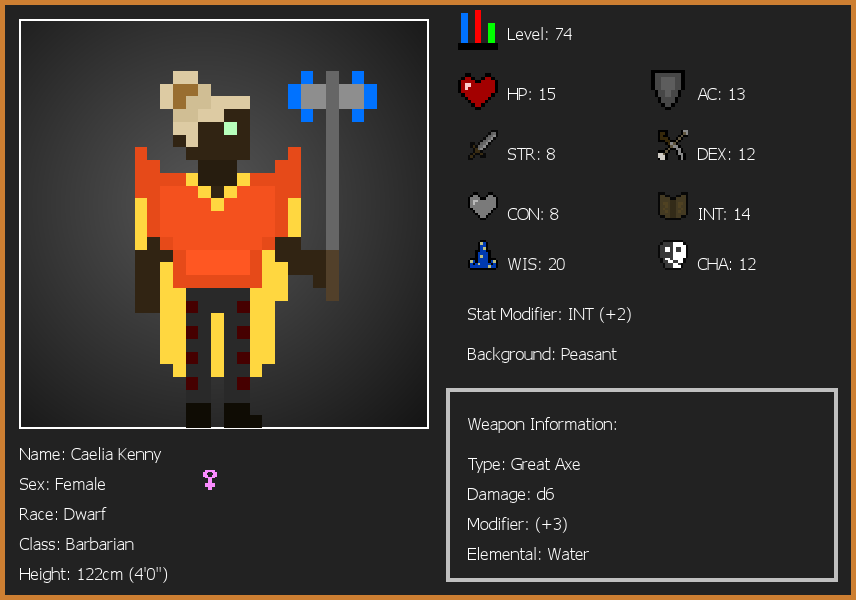 Level: 74
HP: 15
AC: 13
STR: 8
DEX: 12
CON: 8
INT: 14
WIS: 20
CHA: 12
Stat Modifier: INT (+2)
Background: Peasant
Weapon Information:
Type: Great Axe
Damage: d6
Modifier: (+3)
Elemental: Water
Name: Caelia Kenny
Sex: Female
Race: Dwarf
Class: Barbarian
Height: 122cm (4'0")